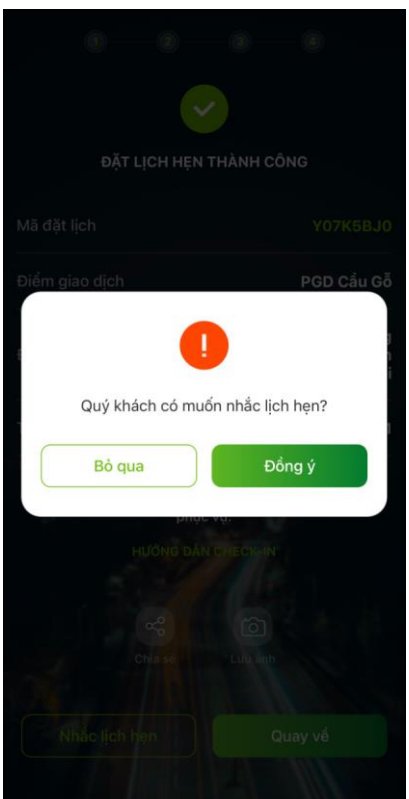 1 2 3 4
ĐẶT LỊCH HẸN THÀNH CÔNG
Mã đặt lịch Y07K5BJ0
Điểm giao dịch PGD Cầu Gỗ
!
Quý khách có muốn nhắc lịch hẹn?
Bỏ qua Đồng ý
phục vụ.
HƯỚNG DẪN CHECK-IN
Chia sẻ Lưu ảnh
Nhắc lịch hẹn Quay về